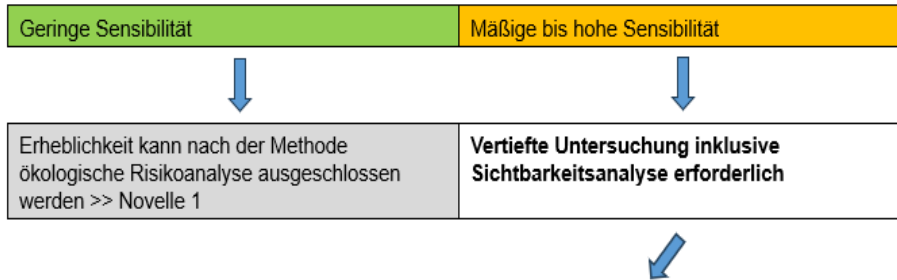 Geringe Sensibilität
Mäßige bis hohe Sensibilität
Erheblichkeit kann nach der Methode
ökologische Risikoanalyse ausgeschlossen
werden >> Novelle 1
Vertiefte Untersuchung inklusive
Sichtbarkeitsanalyse erforderlich